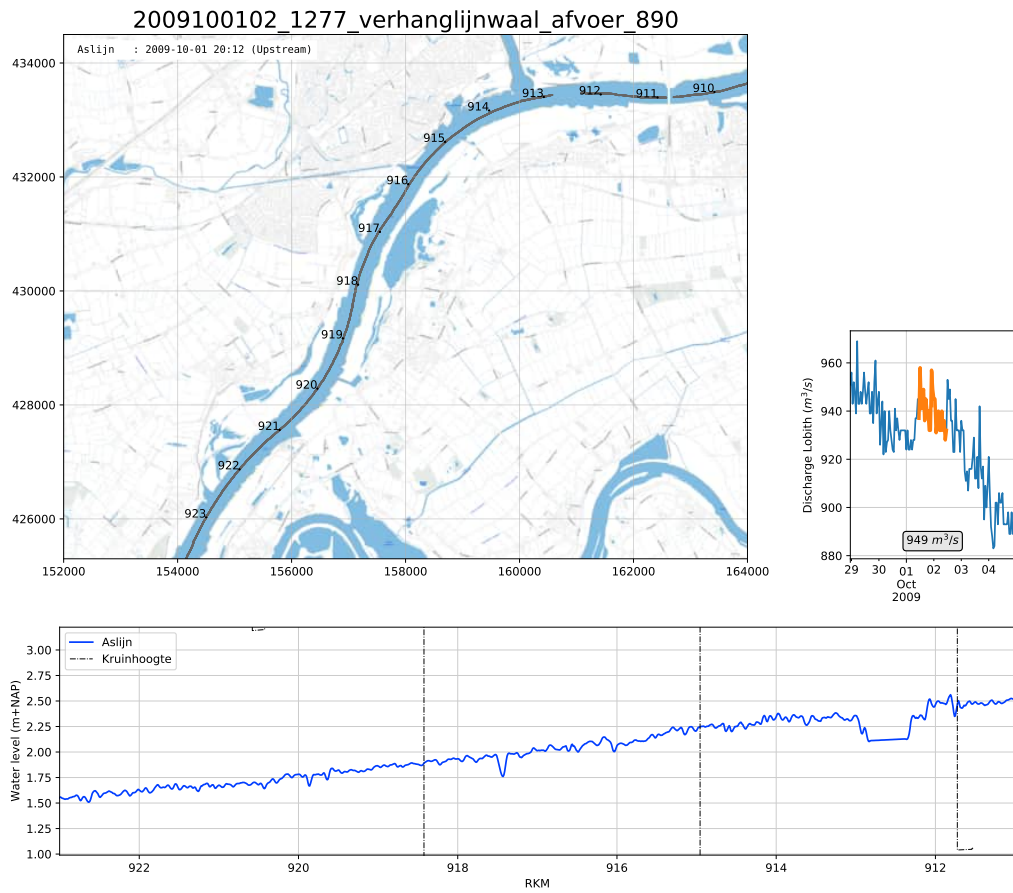 2009100102_1277_verhanglijnwaal_afvoer_890
Aslijn : 2009-10-01 20:12 (Upstream)
434000
432000
430000
428000
426000
152000 154000 156000 158000 160000 162000 164000
910
911
912
913
914
915
916
917
918
919
920
921
922
923
Discharge Lobith (m³/s)
960
940
920
900
880
949 m³/s
29 30 01 02 03 04
Oct
2009
Water level (m+NAP)
3.00
2.75
2.50
2.25
2.00
1.75
1.50
1.25
1.00
Aslijn
Kruinhoogte
922 920 918 916 914 912
RKM